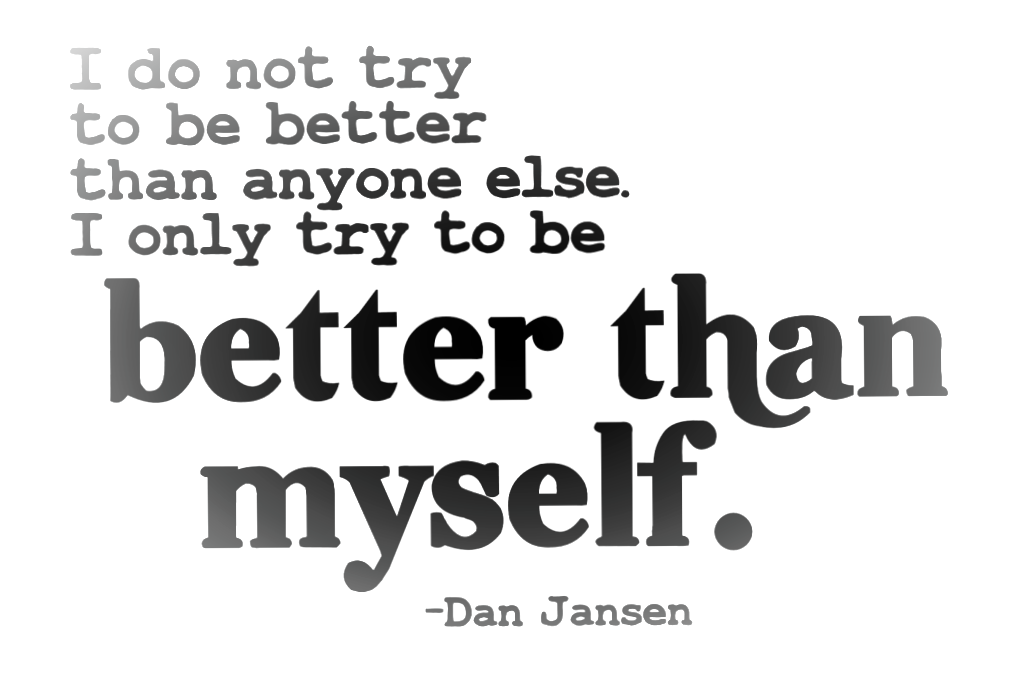 I do not try
to be better
than anyone else.
I only try to be
better than
myself.
-Dan Jansen